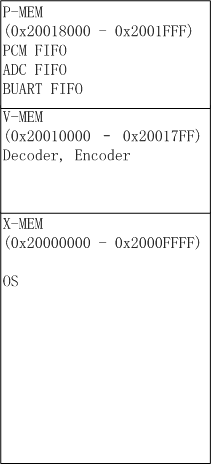 P-MEM
(0x20018000 - 0x2001FFF)
PCM FIFO
ADC FIFO
BUART FIFO
V-MEM
(0x20010000 - 0x20017FF)
Decoder, Encoder
X-MEM
(0x20000000 - 0x2000FFFF)
OS